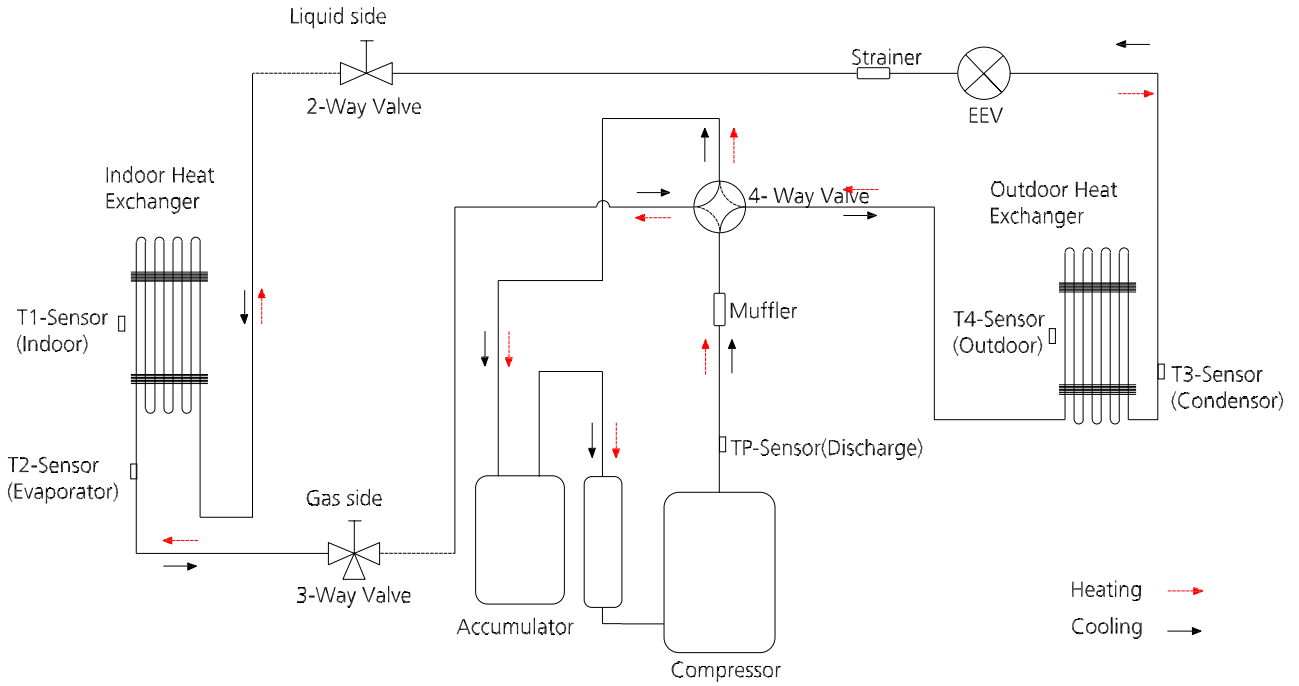 Liquid side
2-Way Valve
Strainer
EEV
Indoor Heat
Exchanger
4- Way Valve
Outdoor Heat
Exchanger
T1-Sensor
(Indoor)
Muffler
T4-Sensor
(Outdoor)
T3-Sensor
(Condensor)
T2-Sensor
(Evaporator)
TP-Sensor(Discharge)
Gas side
3-Way Valve
Accumulator
Compressor
Heating
Cooling